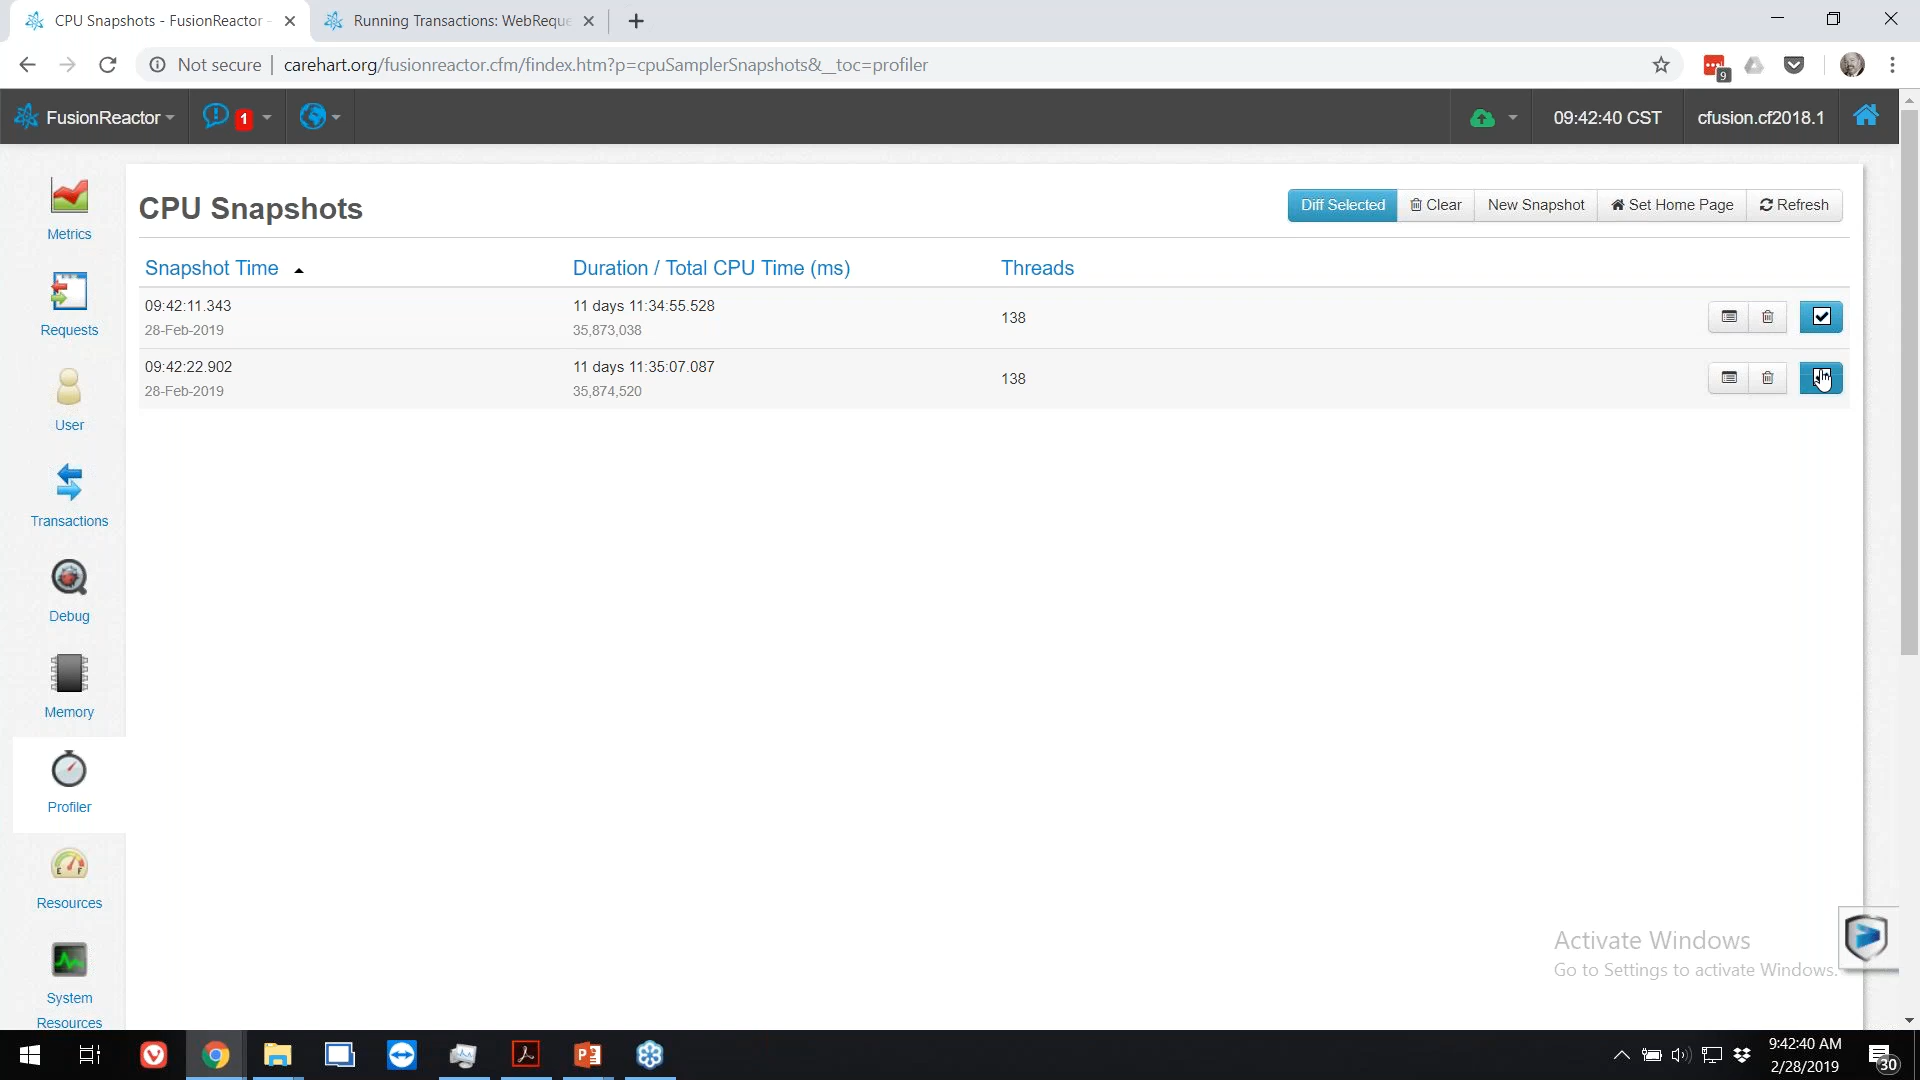 CPU Snapshots - FusionReactor -
Running Transactions: WebReque
Not secure | carehart.org/fusionreactor.cfm/findex.htm?p=cpuSamplerSnapshots&__toc=profiler
9
FusionReactor
1
09:42:40 CST
cfusion.cf2018.1
Metrics
Requests
User
Transactions
Debug
Memory
Profiler
Resources
System
Resources
CPU Snapshots
Diff Selected
Clear
New Snapshot
Set Home Page
Refresh
Snapshot Time
Duration / Total CPU Time (ms)
Threads
09:42:11.343
28-Feb-2019
11 days 11:34:55.528
35,873,038
138
09:42:22.902
28-Feb-2019
11 days 11:35:07.087
35,874,520
138
Activate Windows
Go to Settings to activate Windows.
9:42:40 AM
2/28/2019
30